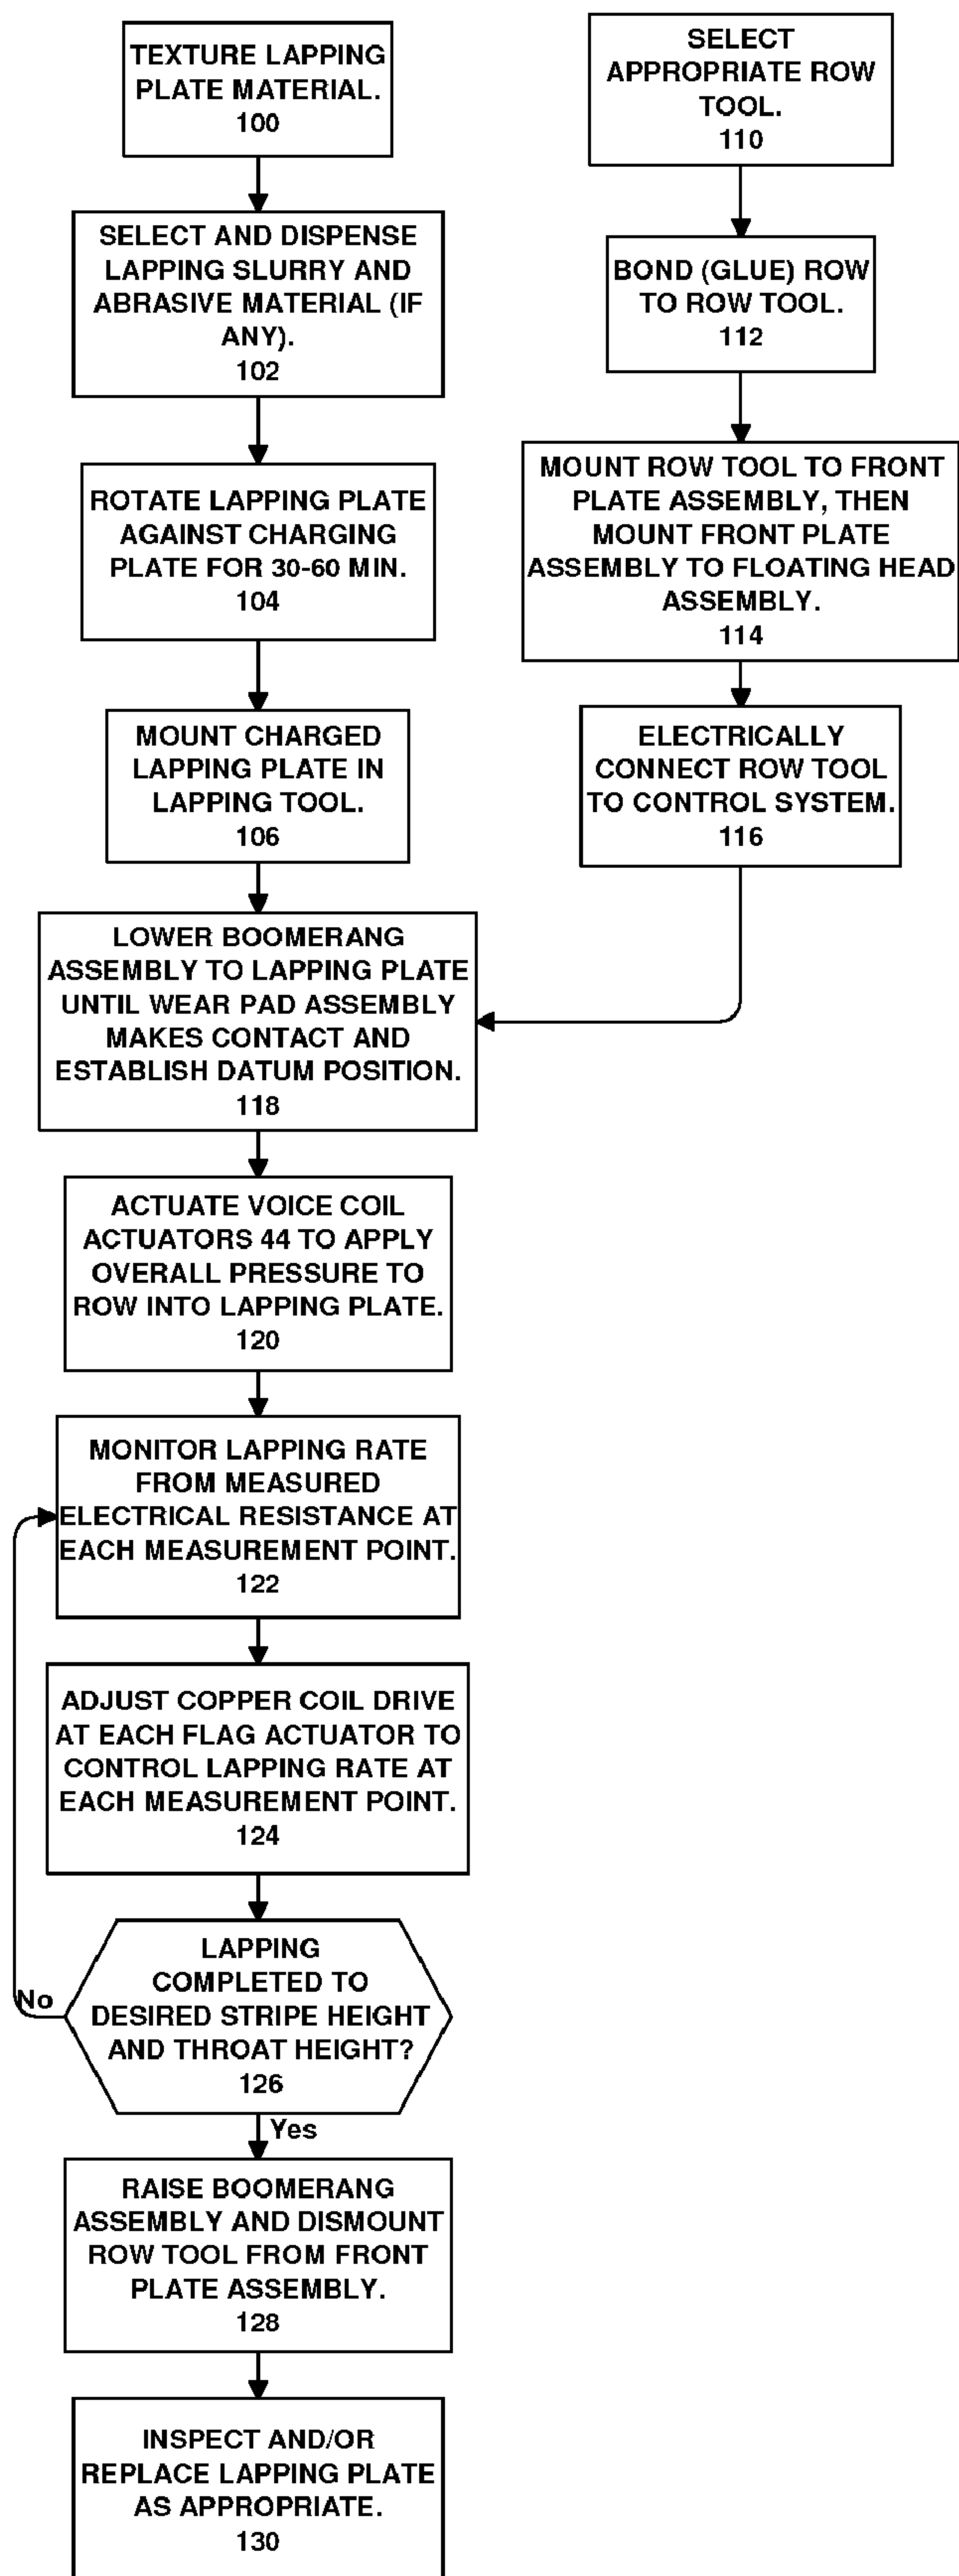 TEXTURE LAPPING
PLATE MATERIAL.
100
SELECT AND DISPENSE
LAPPING SLURRY AND
ABRASIVE MATERIAL (IF
ANY).
102
ROTATE LAPPING PLATE
AGAINST CHARGING
PLATE FOR 30-60 MIN.
104
MOUNT CHARGED
LAPPING PLATE IN
LAPPING TOOL.
106
SELECT
APPROPRIATE ROW
TOOL.
110
BOND (GLUE) ROW
TO ROW TOOL.
112
MOUNT ROW TOOL TO FRONT
PLATE ASSEMBLY, THEN
MOUNT FRONT PLATE
ASSEMBLY TO FLOATING HEAD
ASSEMBLY.
114
ELECTRICALLY
CONNECT ROW TOOL
TO CONTROL SYSTEM.
116
LOWER BOOMERANG
ASSEMBLY TO LAPPING PLATE
UNTIL WEAR PAD ASSEMBLY
MAKES CONTACT AND
ESTABLISH DATUM POSITION.
118
ACTUATE VOICE COIL
ACTUATORS 44 TO APPLY
OVERALL PRESSURE TO
ROW INTO LAPPING PLATE.
120
MONITOR LAPPING RATE
FROM MEASURED
ELECTRICAL RESISTANCE AT
EACH MEASUREMENT POINT.
122
ADJUST COPPER COIL DRIVE
AT EACH FLAG ACTUATOR TO
CONTROL LAPPING RATE AT
EACH MEASUREMENT POINT.
124
LAPPING
COMPLETED TO
DESIRED STRIPE HEIGHT
AND THROAT HEIGHT?
126
No
Yes
RAISE BOOMERANG
ASSEMBLY AND DISMOUNT
ROW TOOL FROM FRONT
PLATE ASSEMBLY.
128
INSPECT AND/OR
REPLACE LAPPING PLATE
AS APPROPRIATE.
130